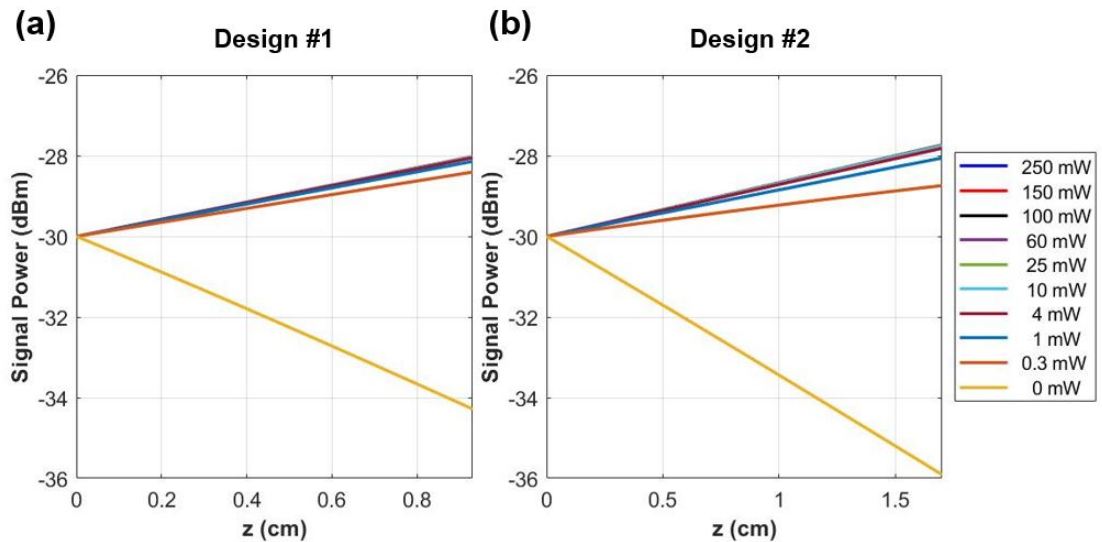 (a)
Design #1
Signal Power (dBm)
-26
-28
-30
-32
-34
-36
0
0.2
0.4
0.6
0.8
z (cm)
(b)
Design #2
Signal Power (dBm)
-26
-28
-30
-32
-34
-36
0
0.5
1
1.5
z (cm)
250 mW
150 mW
100 mW
60 mW
25 mW
10 mW
4 mW
1 mW
0.3 mW
0 mW